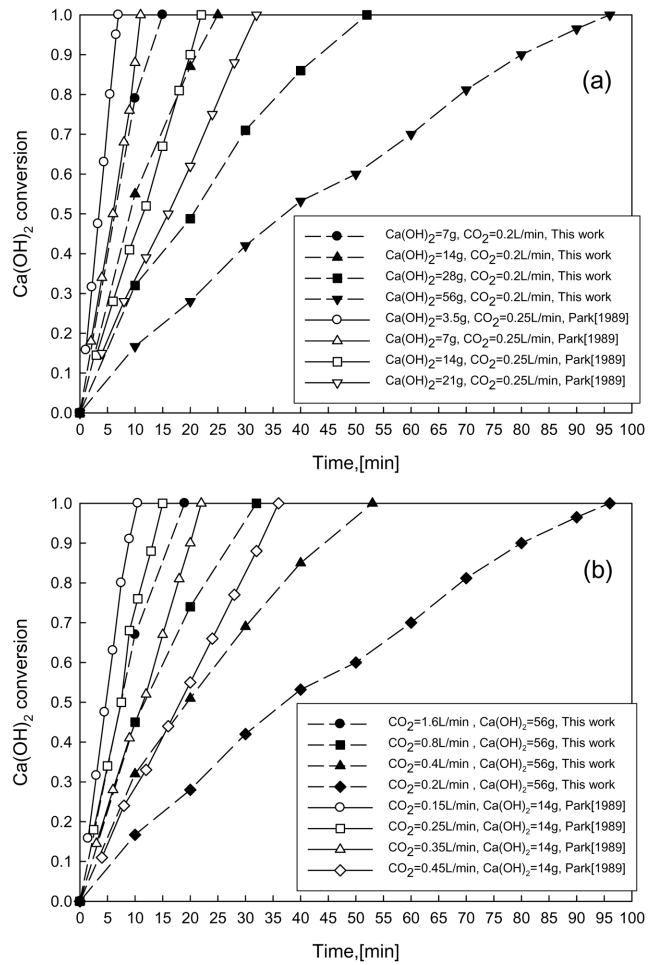 1.0
0.9
0.8
0.7
0.6
0.5
0.4
0.3
0.2
0.1
0.0
Ca(OH)2 conversion
(a)
Ca(OH)2=7g, CO2=0.2L/min, This work
Ca(OH)2=14g, CO2=0.2L/min, This work
Ca(OH)2=28g, CO2=0.2L/min, This work
Ca(OH)2=56g, CO2=0.2L/min, This work
Ca(OH)2=3.5g, CO2=0.25L/min, Park[1989]
Ca(OH)2=7g, CO2=0.25L/min, Park[1989]
Ca(OH)2=14g, CO2=0.25L/min, Park[1989]
Ca(OH)2=21g, CO2=0.25L/min, Park[1989]
0 5 10 15 20 25 30 35 40 45 50 55 60 65 70 75 80 85 90 95 100
Time,[min]
1.0
0.9
0.8
0.7
0.6
0.5
0.4
0.3
0.2
0.1
0.0
Ca(OH)2 conversion
(b)
CO2=1.6L/min , Ca(OH)2=56g, This work
CO2=0.8L/min , Ca(OH)2=56g, This work
CO2=0.4L/min , Ca(OH)2=56g, This work
CO2=0.2L/min , Ca(OH)2=56g, This work
CO2=0.15L/min, Ca(OH)2=14g, Park[1989]
CO2=0.25L/min, Ca(OH)2=14g, Park[1989]
CO2=0.35L/min, Ca(OH)2=14g, Park[1989]
CO2=0.45L/min, Ca(OH)2=14g, Park[1989]
0 5 10 15 20 25 30 35 40 45 50 55 60 65 70 75 80 85 90 95 100
Time,[min]